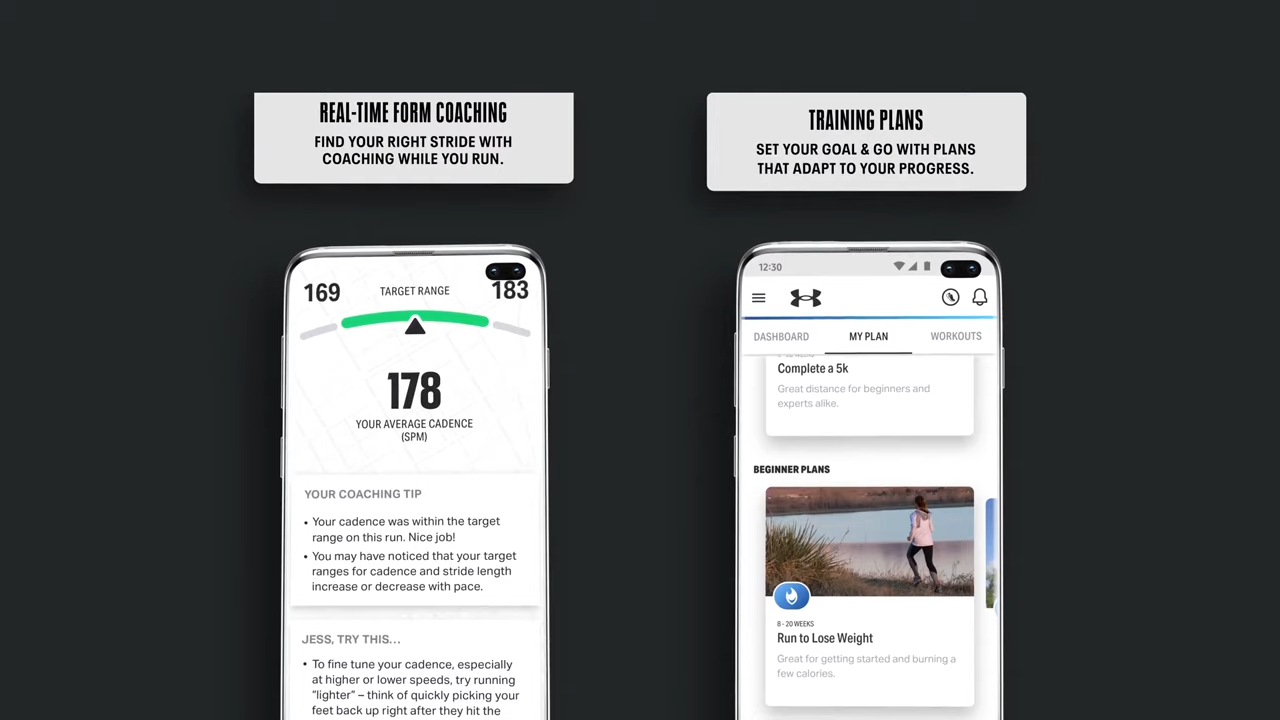 REAL-TIME FORM COACHING
FIND YOUR RIGHT STRIDE WITH
COACHING WHILE YOU RUN.
169
TARGET RANGE
183
178
YOUR AVERAGE CADENCE
(SPM)
YOUR COACHING TIP
• Your cadence was within the target
range on this run. Nice job!
• You may have noticed that your target
ranges for cadence and stride length
increase or decrease with pace.
JESS, TRY THIS...
• To fine tune your cadence, especially
at higher or lower speeds, try running
“lighter” – think of quickly picking your
feet back up right after they hit the
TRAINING PLANS
SET YOUR GOAL & GO WITH PLANS
THAT ADAPT TO YOUR PROGRESS.
12:30
DASHBOARD
MY PLAN
WORKOUTS
Complete a 5k
Great distance for beginners and
experts alike.
BEGINNER PLANS
8 - 20 WEEKS
Run to Lose Weight
Great for getting started and burning a
few calories.